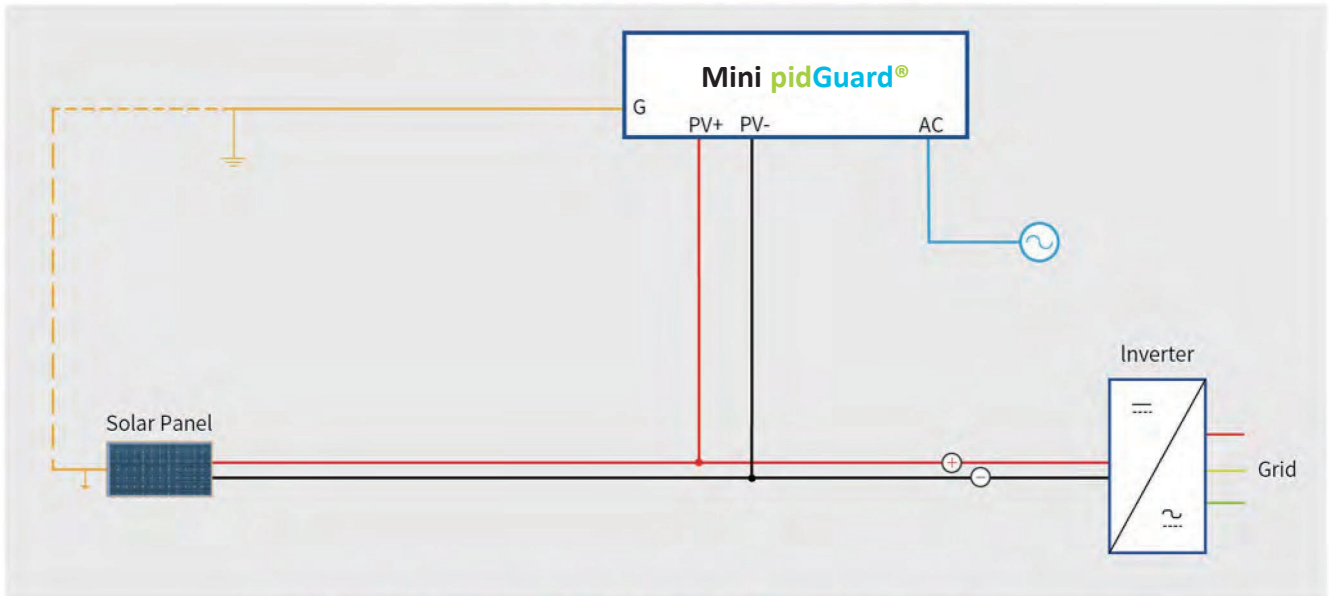 Mini pidGuard®
G
PV+ PV- AC
Inverter
Solar Panel
+
−
Grid